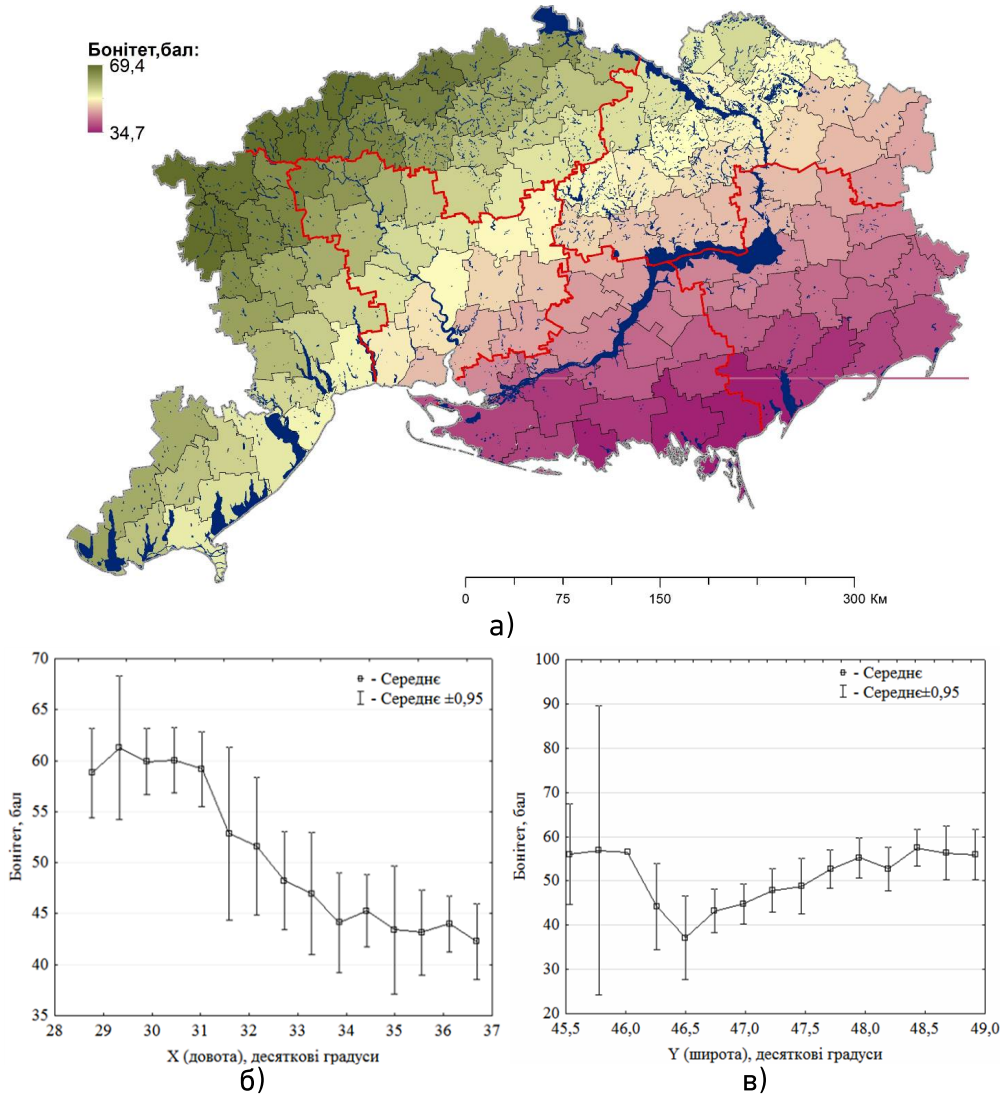 Бонітет,бал:
69,4
34,7
0 75 150 300 Км
а)
70
65
60
55
50
45
40
35
Бонітет, бал
- Середнє
- Середнє ±0,95
28 29 30 31 32 33 34 35 36 37
X (довота), десяткові градуси
б)
100
90
80
70
60
50
40
30
20
Бонітет, бал
- Середнє
- Середнє±0,95
45,5 46,0 46,5 47,0 47,5 48,0 48,5 49,0
Y (широта), десяткові градуси
в)